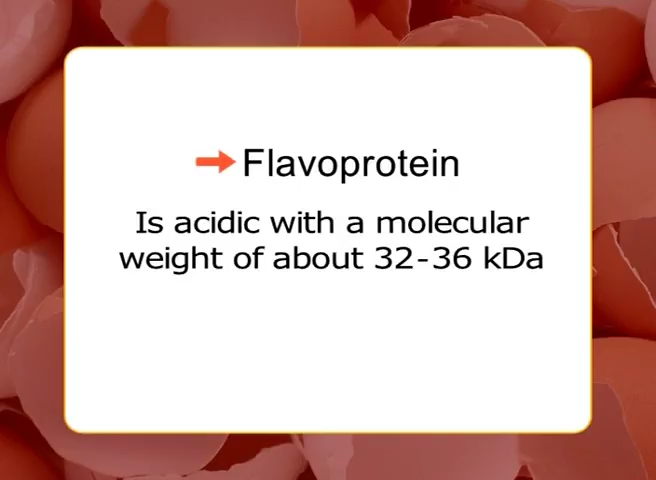 Flavoprotein
Is acidic with a molecular
weight of about 32-36 kDa